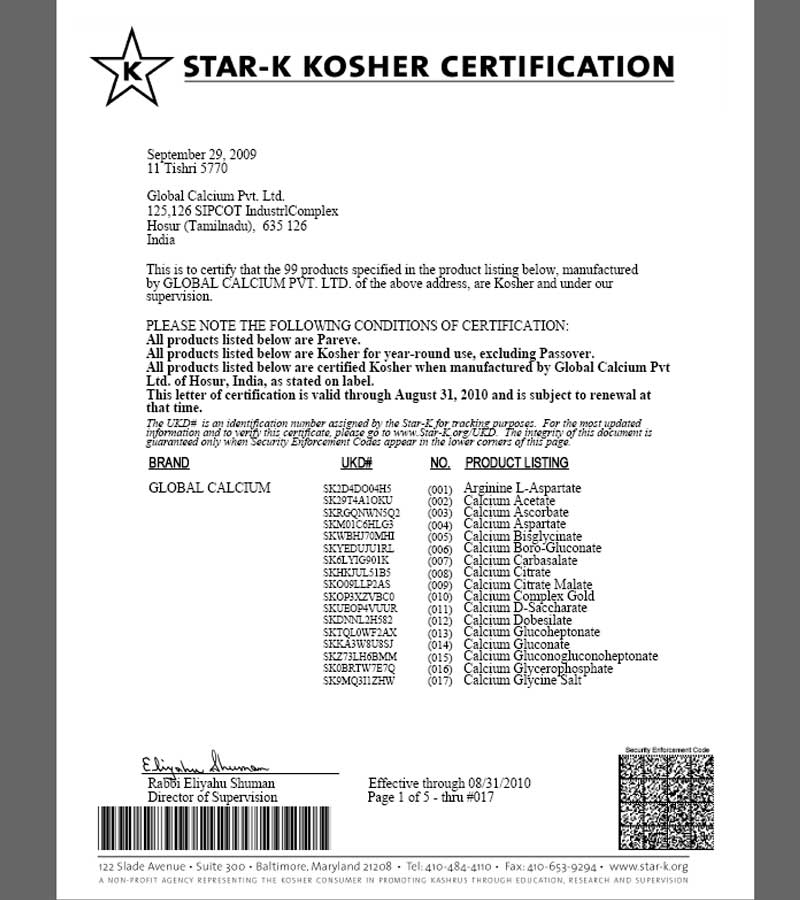 K
STAR-K KOSHER CERTIFICATION
September 29, 2009
11 Tishri 5770
Global Calcium Pvt. Ltd.
125,126 SIPCOT IndustrlComplex
Hosur (Tamilnadu), 635 126
India
This is to certify that the 99 products specified in the product listing below, manufactured
by GLOBAL CALCIUM PVT. LTD. of the above address, are Kosher and under our
supervision.
PLEASE NOTE THE FOLLOWING CONDITIONS OF CERTIFICATION:
All products listed below are Pareve.
All products listed below are Kosher for year-round use, excluding Passover.
All products listed below are certified Kosher when manufactured by Global Calcium Pvt
Ltd. of Hosur, India, as stated on label.
This letter of certification is valid through August 31, 2010 and is subject to renewal at
that time.
The UKD# is an identification number assigned by the Star-K for tracking purposes. For the most updated
information and to verify this certificate, please go to www.Star-K.org/UKD. The integrity of this document is
guaranteed only when Security Enforcement Codes appear in the lower corners of this page.
BRAND UKD# NO. PRODUCT LISTING
GLOBAL CALCIUM SK2D4DO04H5 (001) Arginine L-Aspartate
SK29T4A1OKU (002) Calcium Acetate
SKRGQNWN5Q2 (003) Calcium Ascorbate
SKM01C6HLG3 (004) Calcium Aspartate
SKWBHJ70MHI (005) Calcium Bisglycinate
SKYEDUJU1RL (006) Calcium Boro-Gluconate
SK6LYIG901K (007) Calcium Carbasalate
SKHKJUL51B5 (008) Calcium Citrate
SKO09LLP2AS (009) Calcium Citrate Malate
SKOP3XZVBC0 (010) Calcium Complex Gold
SKUEOP4VUUR (011) Calcium D-Saccharate
SKDNNL2H582 (012) Calcium Dobesilate
SKTQL0WF2AX (013) Calcium Glucoheptonate
SKKA3W8U8SJ (014) Calcium Gluconate
SKZ73LH6BMM (015) Calcium Gluconogluconoheptonate
SK0BRTW7E7Q (016) Calcium Glycerophosphate
SK9MQ3I1ZHW (017) Calcium Glycine Salt
Security Enforcement Code
Eliyahu Shuman
Rabbi Eliyahu Shuman Effective through 08/31/2010
Director of Supervision Page 1 of 5 - thru #017
122 Slade Avenue • Suite 300 • Baltimore, Maryland 21208 • Tel: 410-484-4110 • Fax: 410-653-9294 • www.star-k.org
A NON-PROFIT AGENCY REPRESENTING THE KOSHER CONSUMER IN PROMOTING KASHRUS THROUGH EDUCATION, RESEARCH AND SUPERVISION